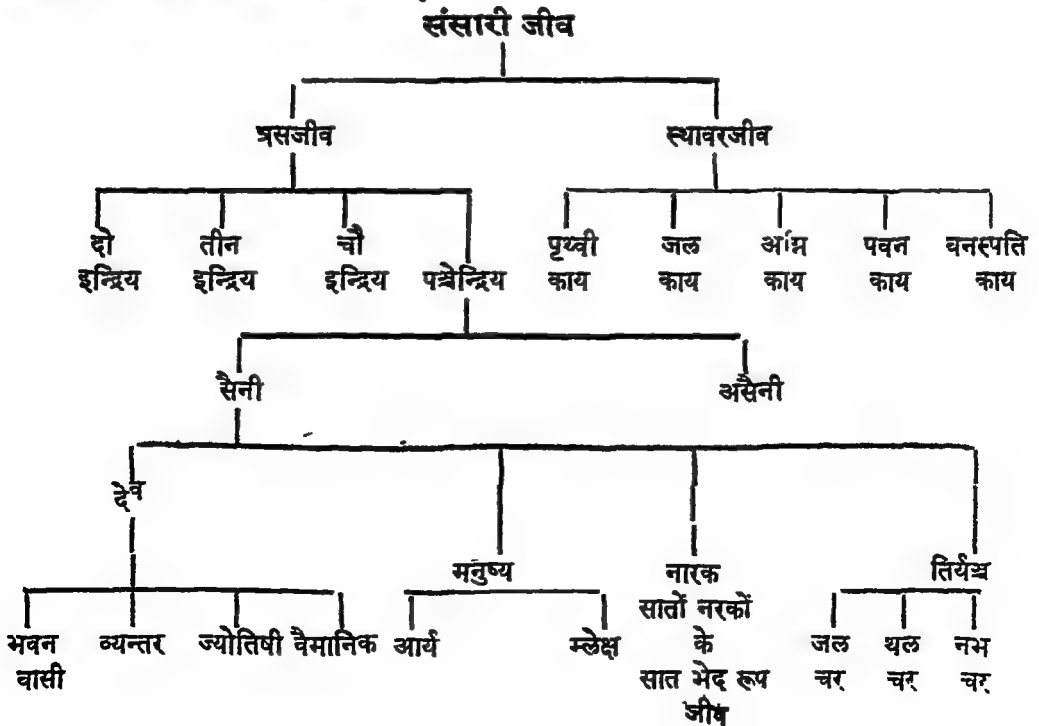 संसारी जीव
त्रसजीव स्थावरजीव
दो तीन चौ पृथ्वी जल अग्नि पवन वनस्पति
इन्द्रिय इन्द्रिय इन्द्रिय पञ्चेन्द्रिय काय काय काय काय काय
सैनी असैनी
देव
मनुष्य नारक तिर्यञ्च
सातों नरकों
भवन व्यन्तर ज्योतिषी वैमानिक आर्य म्लेक्ष के जल थल नभ
वासी सात भेद रूप चर चर चर
जीव